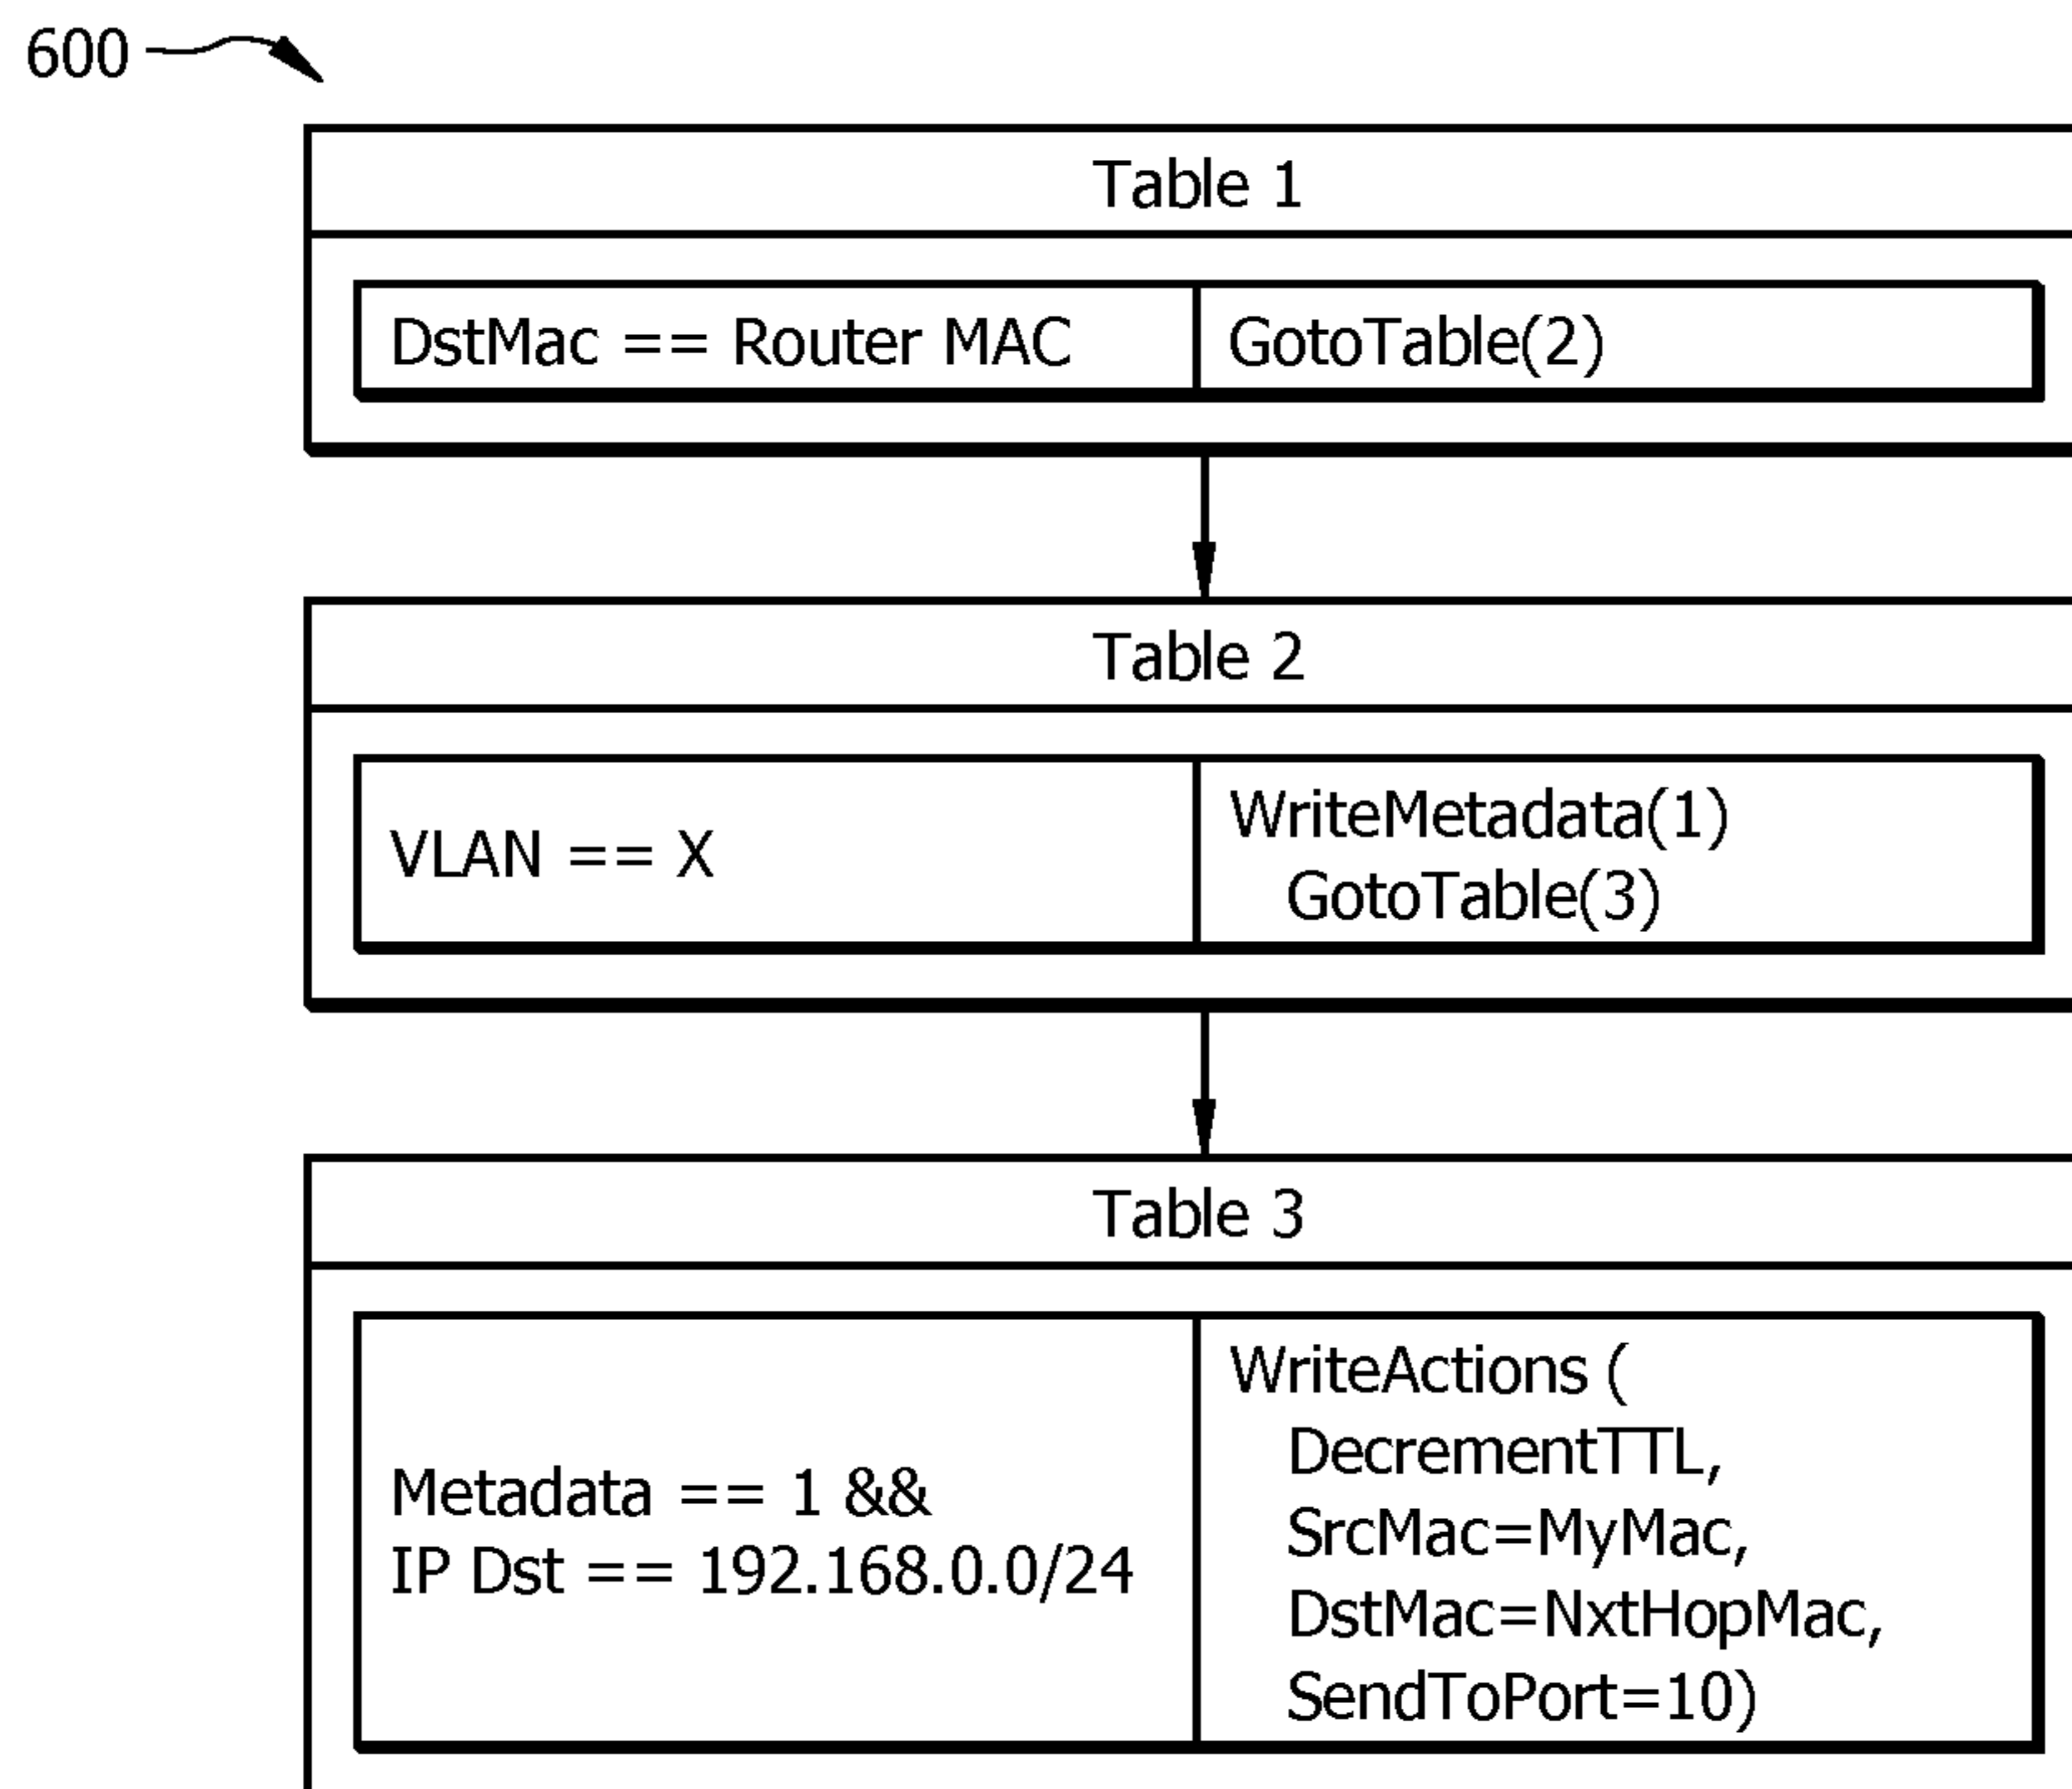 600
Table 1
DstMac == Router MAC
GotoTable(2)
Table 2
VLAN == X
WriteMetadata(1)
GotoTable(3)
Table 3
Metadata == 1 &&
IP Dst == 192.168.0.0/24
WriteActions (
DecrementTTL,
SrcMac=MyMac,
DstMac=NxtHopMac,
SendToPort=10)